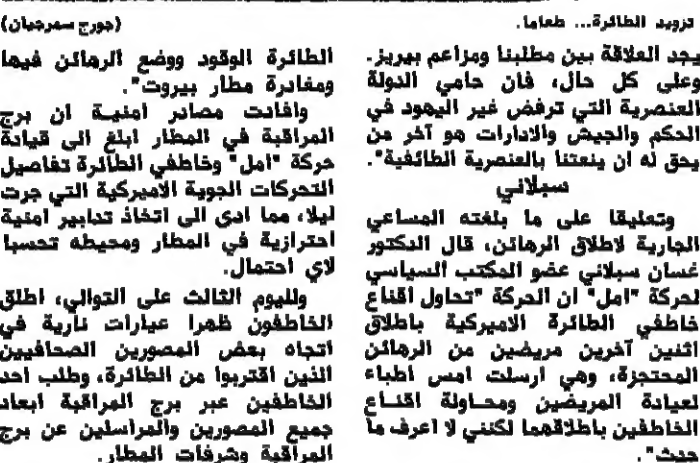 تزويد الطائرة... طعاما.
(جورج سمرجيان)
يجد العلاقة بين مطلبنا ومزاعم بيريز.
وعلى كل حال، فان حامي الدولة
العنصرية التي ترفض غير اليهود في
الحكم والجيش والادارات هو آخر من
يحق له ان ينعتنا بالعنصرية الطائفية".
سبلاني
وتعليقا على ما بلغته المساعي
الجارية لاطلاق الرهائن، قال الدكتور
غسان سبلاني عضو المكتب السياسي
لحركة "امل" ان الحركة "تحاول اقناع
خاطفي الطائرة الاميركية باطلاق
اثنين آخرين مريضين من الرهائن
المحتجزة، وهي ارسلت امس اطباء
لعيادة المريضين ومحاولة اقناع
الخاطفين باطلاقهما لكنني لا اعرف ما
حدث".
الطائرة الوقود ووضع الرهائن فيها
ومغادرة مطار بيروت".
وافادت مصادر امنية ان برج
المراقبة في المطار ابلغ الى قيادة
حركة "امل" وخاطفي الطائرة تفاصيل
التحركات الجوية الاميركية التي جرت
ليلا، مما ادى الى اتخاذ تدابير امنية
احترازية في المطار ومحيطه تحسبا
لاي احتمال.
ولليوم الثالث على التوالي، اطلق
الخاطفون ظهرا عيارات نارية في
اتجاه بعض المصورين الصحافيين
الذين اقتربوا من الطائرة، وطلب احد
الخاطفين عبر برج المراقبة ابعاد
جميع المصورين والمراسلين عن برج
المراقبة وشرفات المطار.